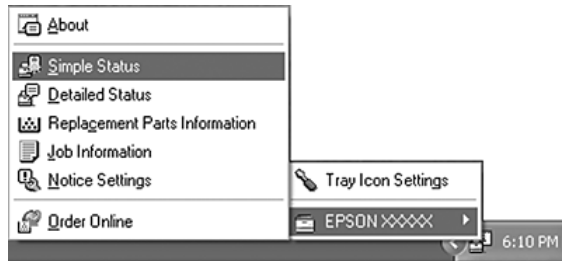 About
Simple Status
Detailed Status
Replacement Parts Information
Job Information
Notice Settings
Order Online
Tray Icon Settings
EPSON XXXXX
6:10 PM